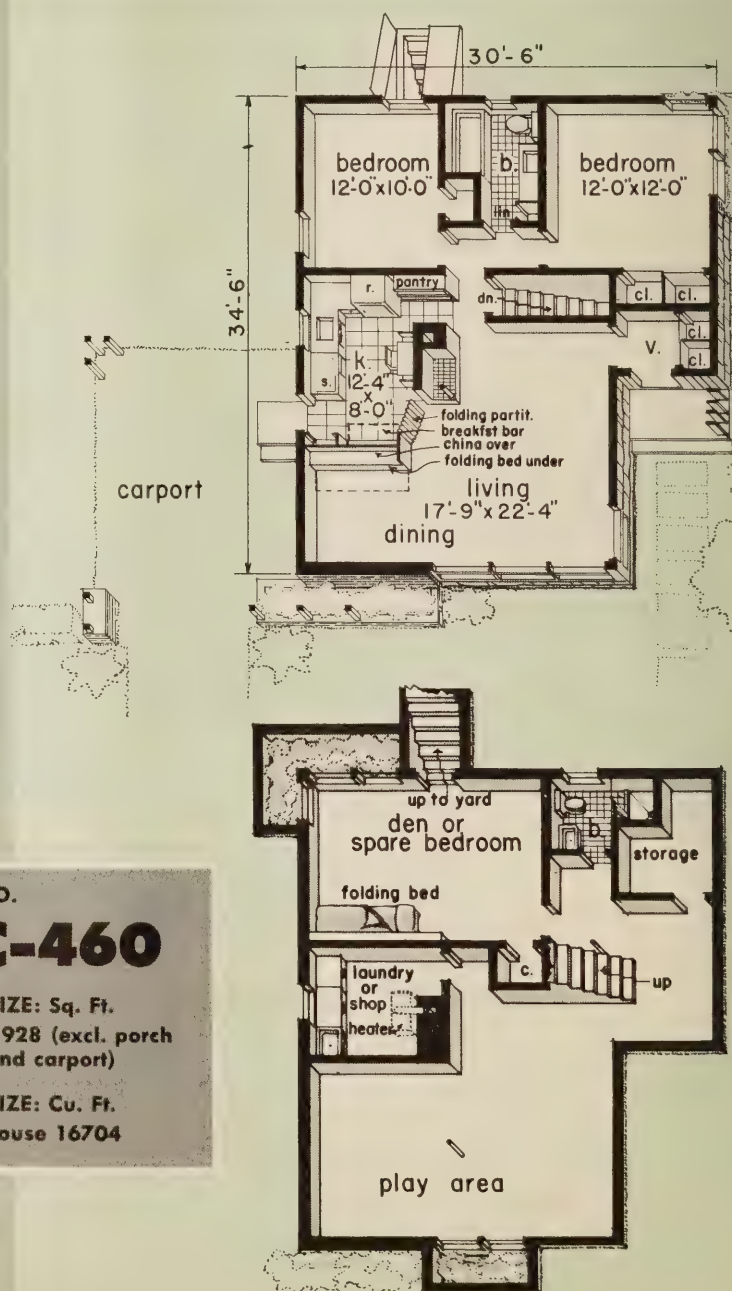 30'-6"
34'-6"
bedroom
12'-0"x10'-0"
b.
lin
bedroom
12'-0"x12'-0"
r.
pantry
dn.
cl.
cl.
s.
k.
12'-4"
x
8'-0"
V.
cl.
cl.
folding partit.
breakfst bar
china over
folding bed under
living
17'-9"x22'-4"
dining
carport
up to yard
den or
spare bedroom
b.
storage
folding bed
c.
up
laundry
or
shop
heater
play area
O.
C-460
IZE: Sq. Ft.
928 (excl. porch
nd carport)
IZE: Cu. Ft.
ouse 16704